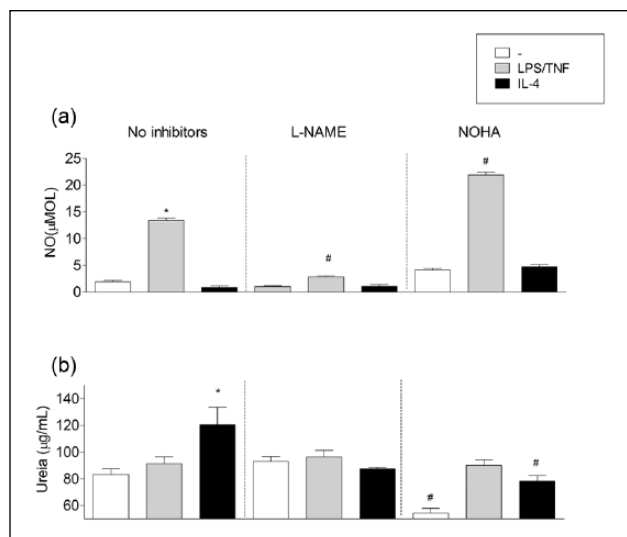 -
LPS/TNF
IL-4
(a)
No inhibitors L-NAME NOHA
NO(µMOL)
25
20
15
10
5
0
*
#
#
(b)
Ureia (µg/mL)
140
120
100
80
60
*
#
#